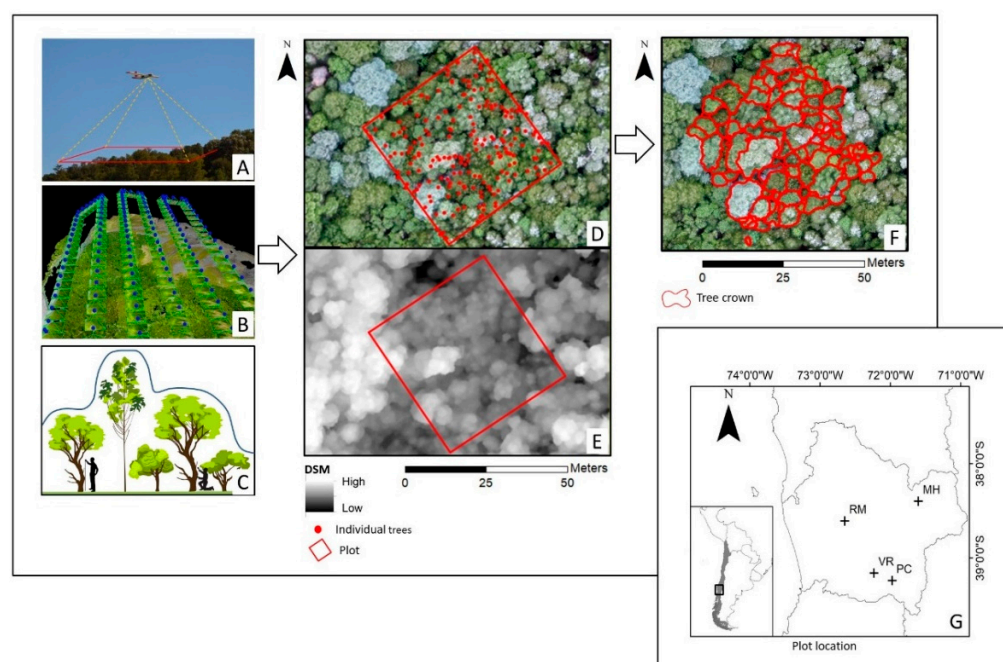 A
B
C
N
D
E
DSM
High
Low
0 25 50 Meters
Individual trees
Plot
N
F
0 25 50 Meters
Tree crown
74°0'0"W 73°0'0"W 72°0'0"W 71°0'0"W
N
38°0'0"S
39°0'0"S
MH
RM
VR
PC
G
Plot location